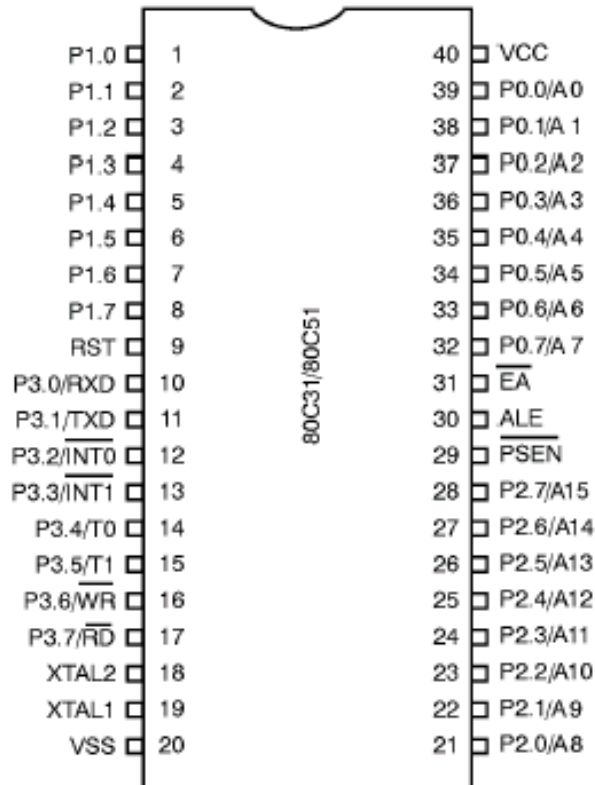 P1.0 1 40 VCC
P1.1 2 39 P0.0/A0
P1.2 3 38 P0.1/A1
P1.3 4 37 P0.2/A2
P1.4 5 36 P0.3/A3
P1.5 6 35 P0.4/A4
P1.6 7 34 P0.5/A5
P1.7 8 33 P0.6/A6
RST 9 32 P0.7/A7
P3.0/RXD 10 31 E̅A̅
P3.1/TXD 11 30 ALE
P3.2/I̅N̅T̅0̅ 12 29 P̅S̅E̅N̅
P3.3/I̅N̅T̅1̅ 13 28 P2.7/A15
P3.4/T0 14 27 P2.6/A14
P3.5/T1 15 26 P2.5/A13
P3.6/W̅R̅ 16 25 P2.4/A12
P3.7/R̅D̅ 17 24 P2.3/A11
XTAL2 18 23 P2.2/A10
XTAL1 19 22 P2.1/A9
VSS 20 21 P2.0/A8
80C31/80C51